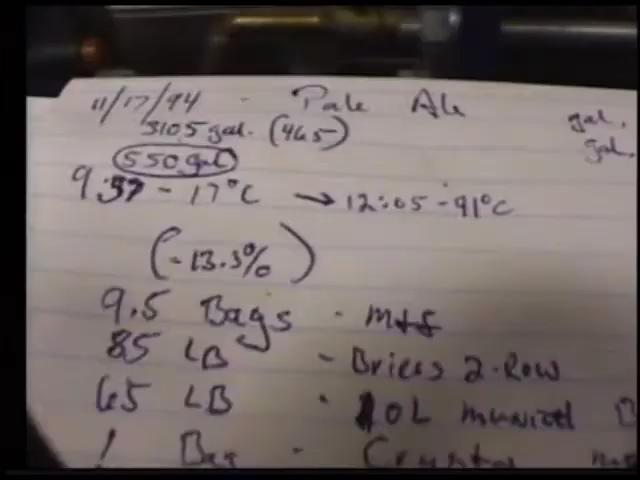 11/17/94 - Pale Ale
gal.
3105 gal. (465)
gal.
550 gal
9:37 - 17°C → 12:05 - 91°C
(-13.3%)
9.5 Bags -
85 LB - Briess 2-Row
65 LB - 10L munich
1 Bag - Crystal